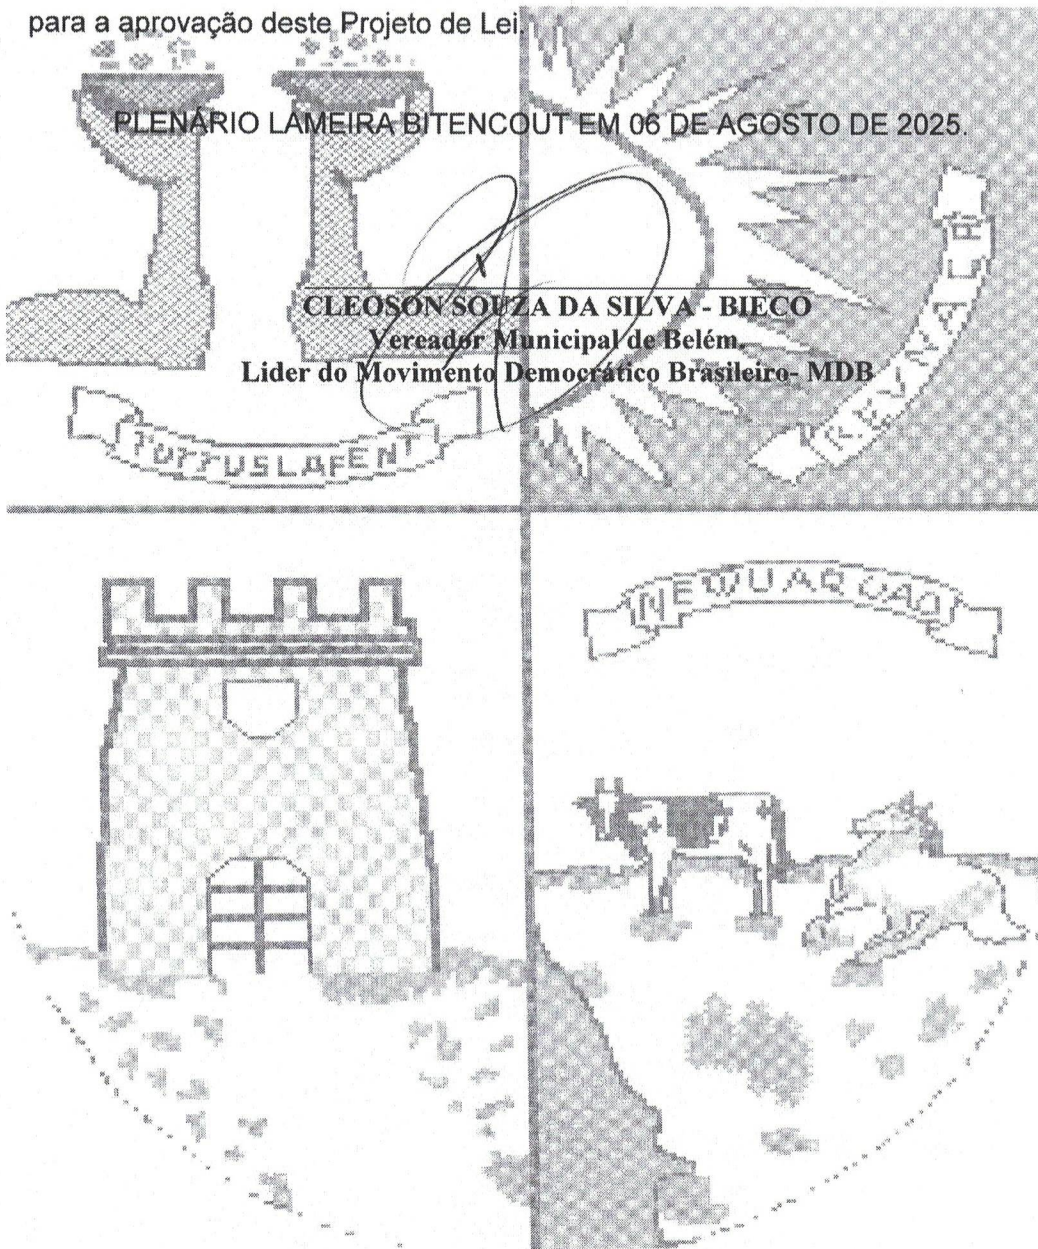 para a aprovação deste Projeto de Lei.
PLENÁRIO LAMEIRA BITENCOUT EM 06 DE AGOSTO DE 2025.
CLEOSON SOUZA DA SILVA - BIECO
Vereador Municipal de Belém.
Lider do Movimento Democrático Brasileiro- MDB